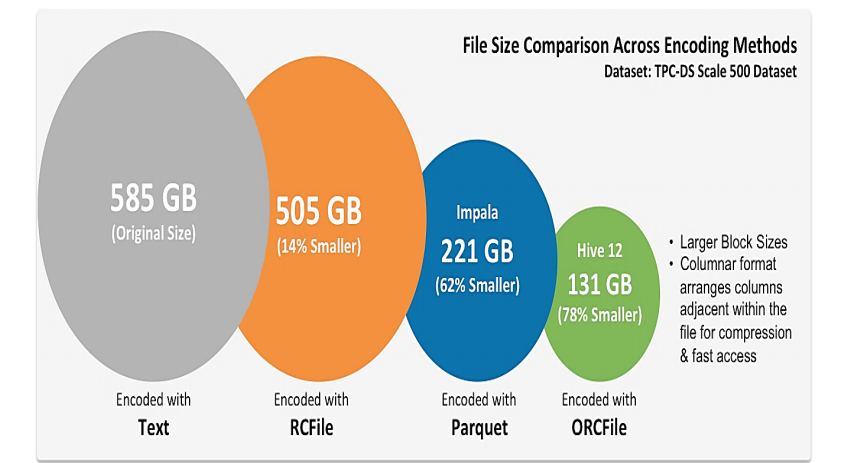 File Size Comparison Across Encoding Methods
Dataset: TPC-DS Scale 500 Dataset
585 GB
(Original Size)
505 GB
(14% Smaller)
Impala
221 GB
(62% Smaller)
Hive 12
131 GB
(78% Smaller)
• Larger Block Sizes
• Columnar format
arranges columns
adjacent within the
file for compression
& fast access
Encoded with
Text
Encoded with
RCFile
Encoded with
Parquet
Encoded with
ORCFile